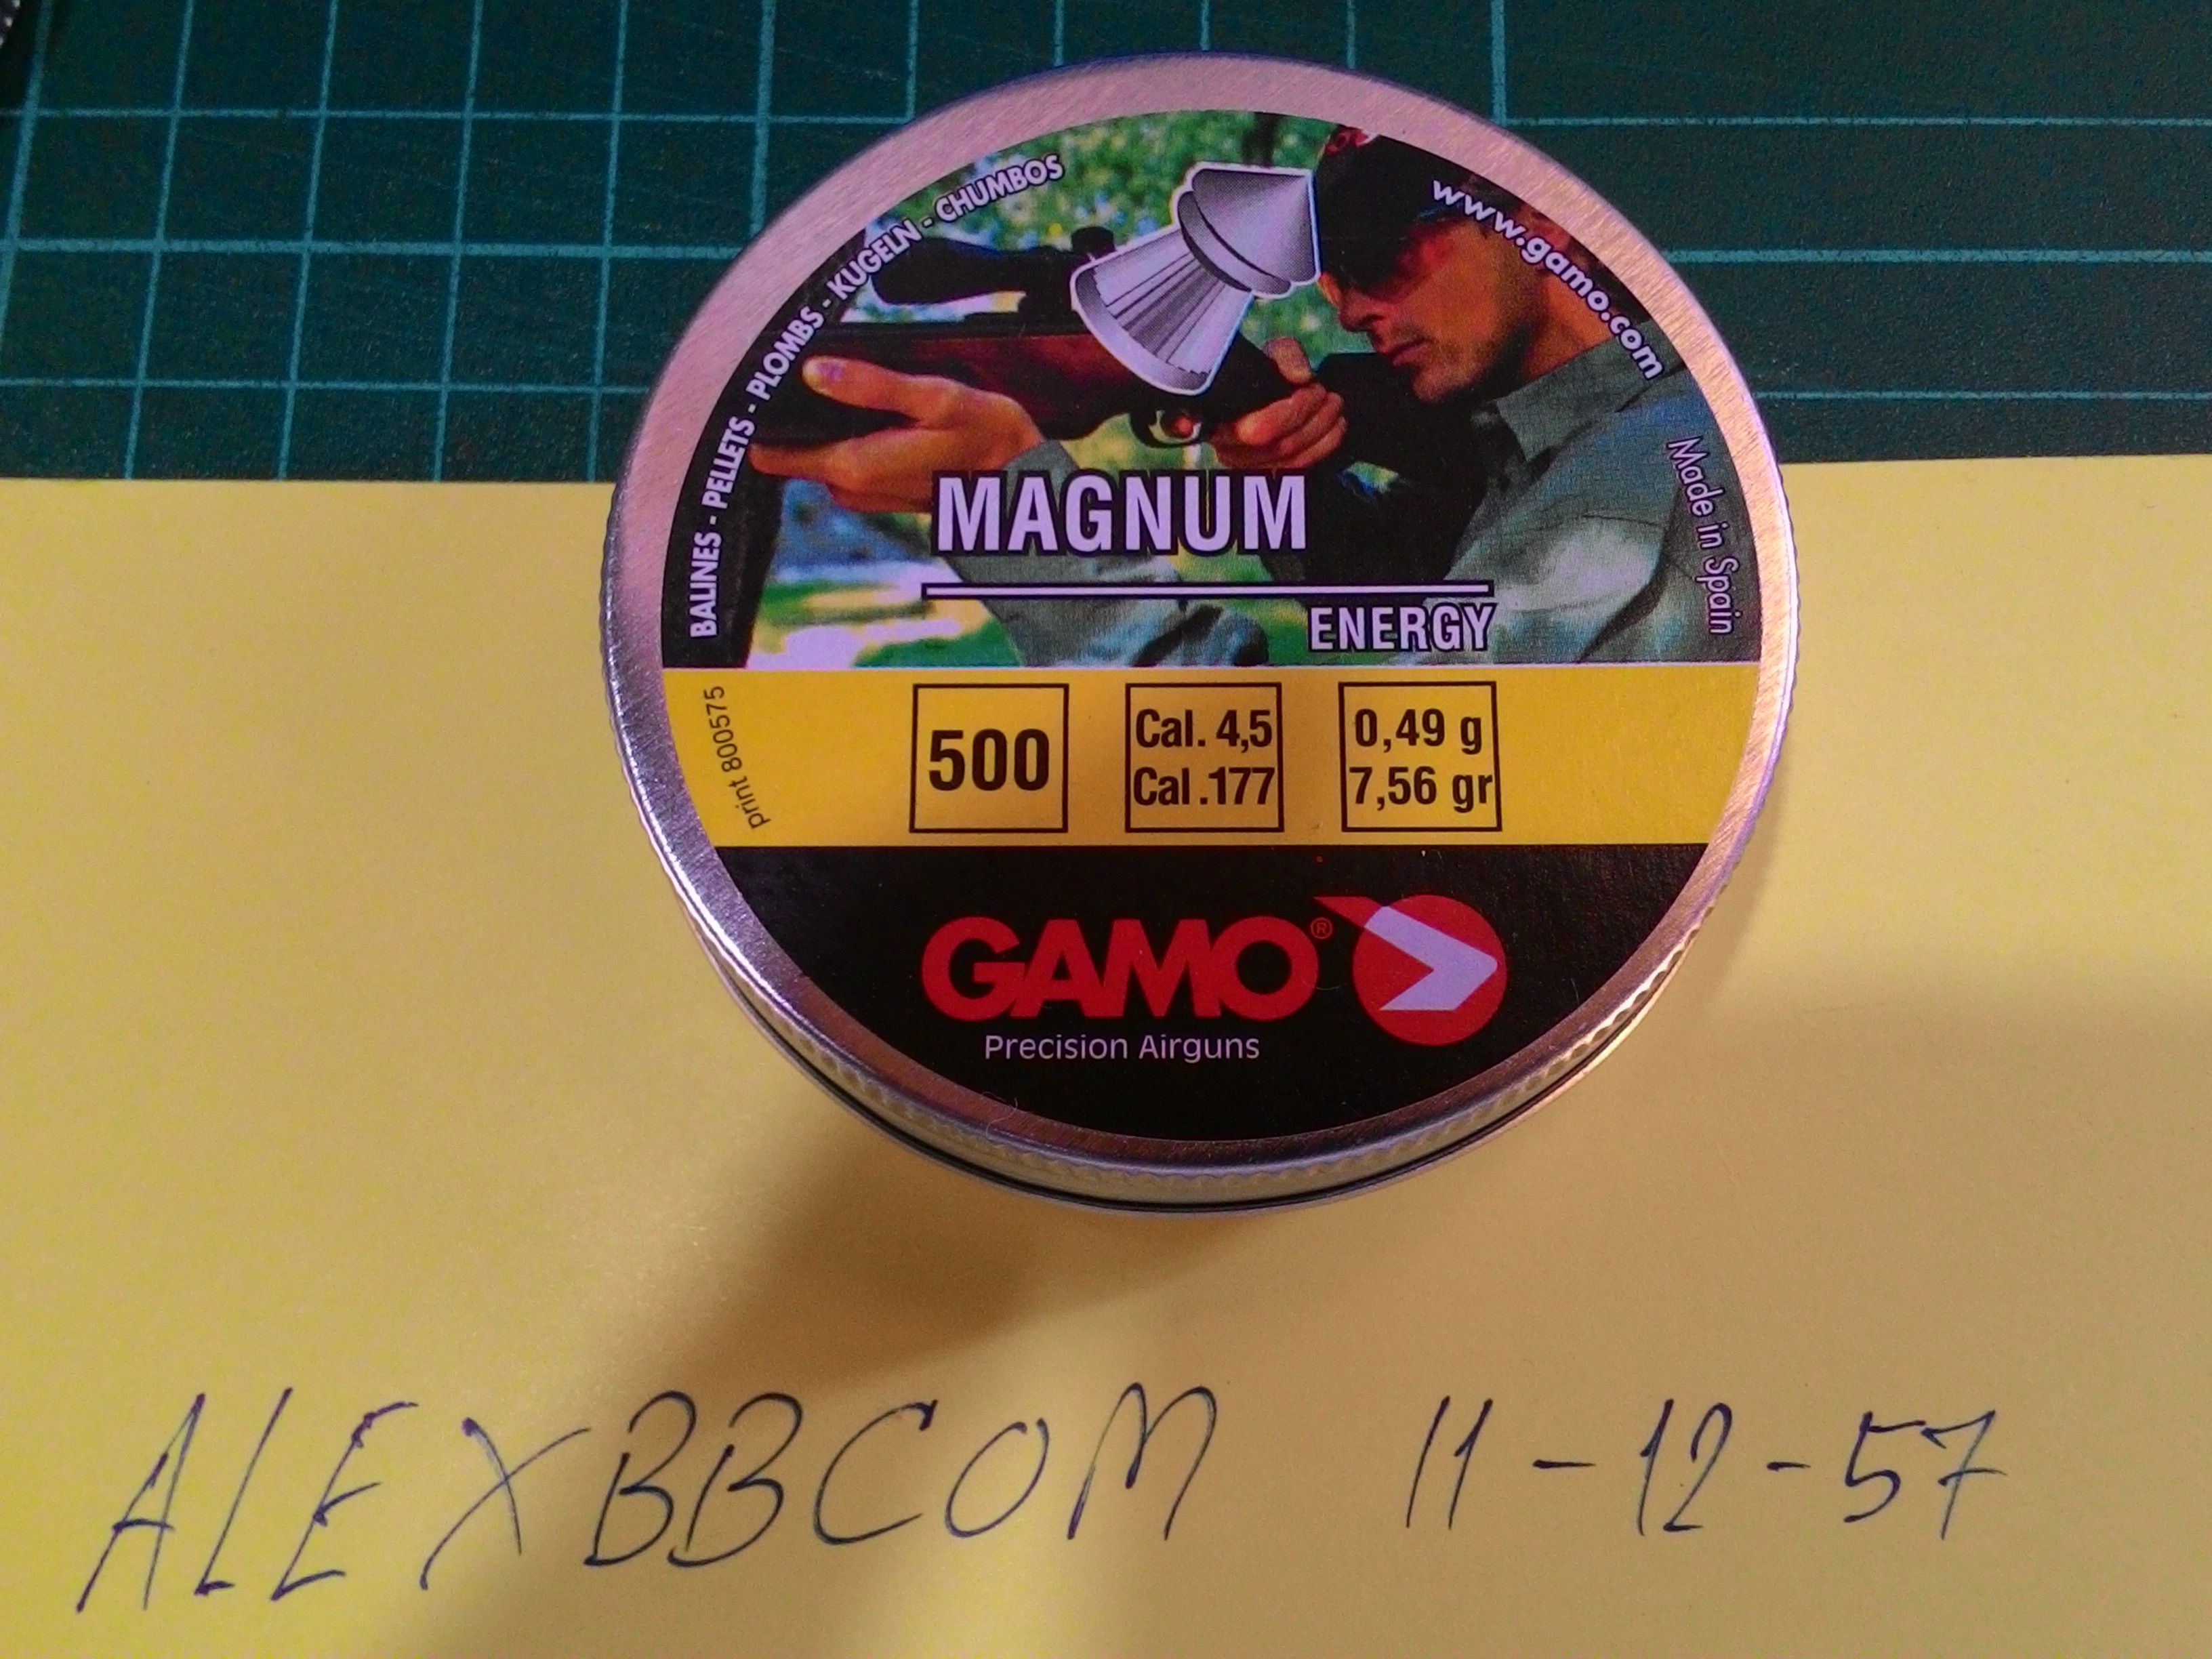 BALINES - PELLETS - PLOMBS - KUGELN - CHUMBOS
www.gamo.com
Made in Spain
MAGNUM
ENERGY
print 800575
500
Cal. 4,5
Cal .177
0,49 g
7,56 gr
GAMO®
Precision Airguns
ALEXBBCOM 11-12-57